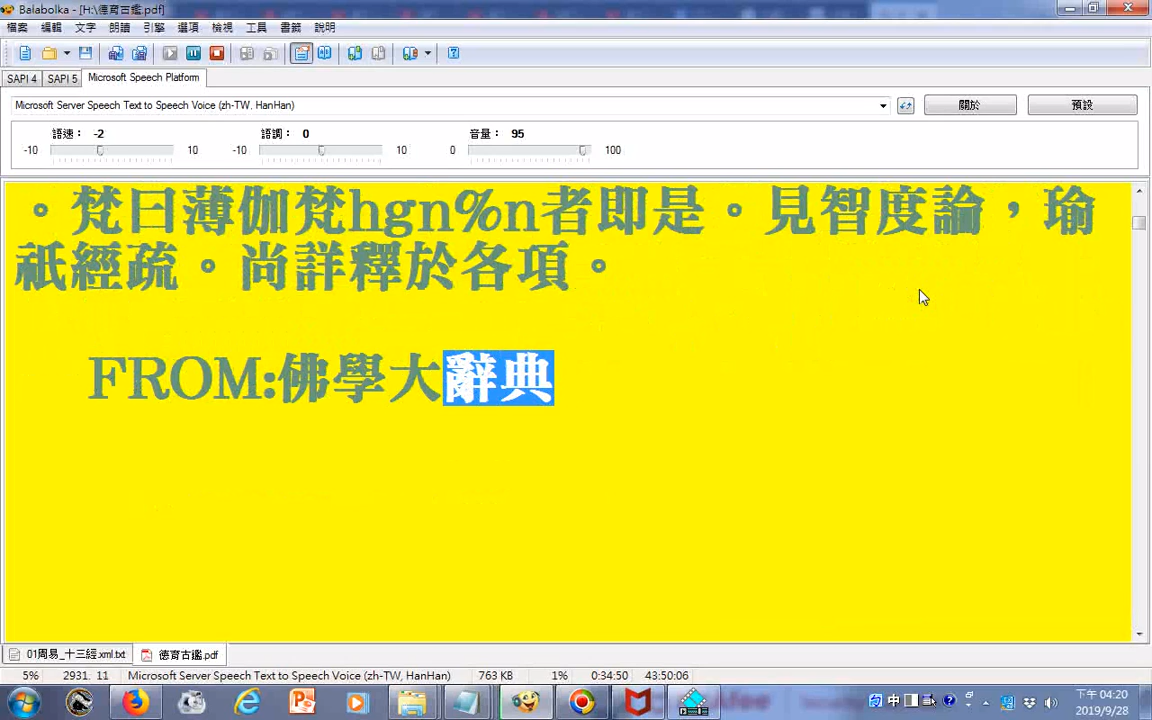 Balabolka - [H:\德育古鑑.pdf]
檔案 編輯 文字 朗讀 引擎 選項 檢視 工具 書籤 說明
SAPI 4 SAPI 5 Microsoft Speech Platform
Microsoft Server Speech Text to Speech Voice (zh-TW, HanHan) 關於 預設
語速： -2 語調： 0 音量： 95
-10 10 -10 10 0 100
。梵曰薄伽梵hgn%n者即是。見智度論，瑜
祇經疏。尚詳釋於各項。
FROM:佛學大辭典
01周易_十三經.xml.txt 德育古鑑.pdf
5% 2931. 11 Microsoft Server Speech Text to Speech Voice (zh-TW, HanHan) 763 KB 1% 0:34:50 43:50:06
中 下午 04:20
2019/9/28